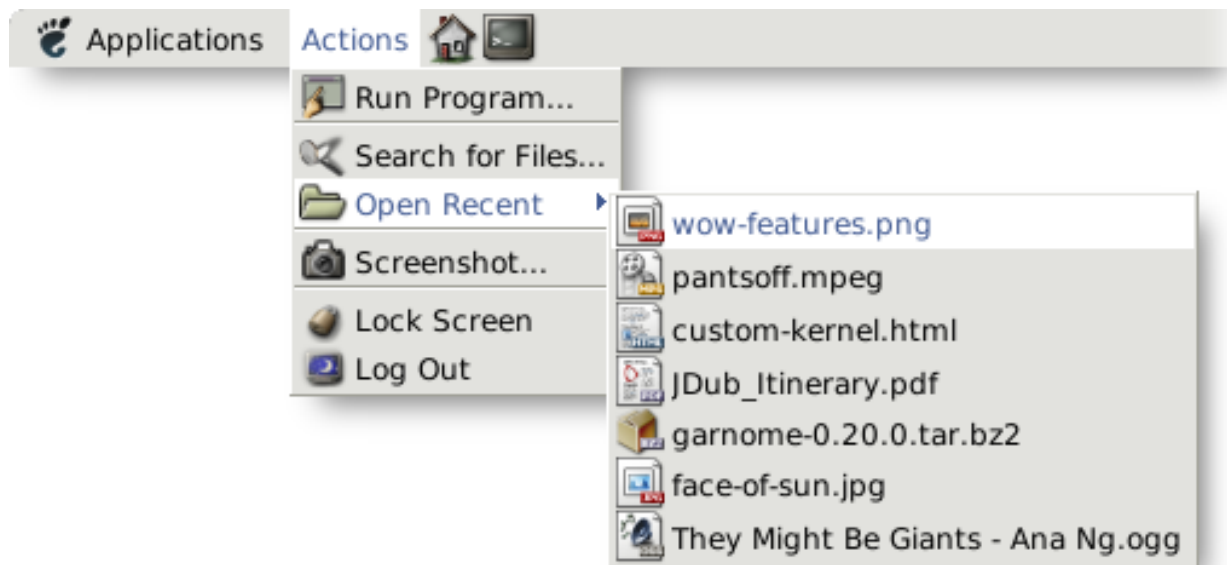 Applications Actions
Run Program...
Search for Files...
Open Recent
Screenshot...
Lock Screen
Log Out
wow-features.png
pantsoff.mpeg
custom-kernel.html
JDub_Itinerary.pdf
garnome-0.20.0.tar.bz2
face-of-sun.jpg
They Might Be Giants - Ana Ng.ogg